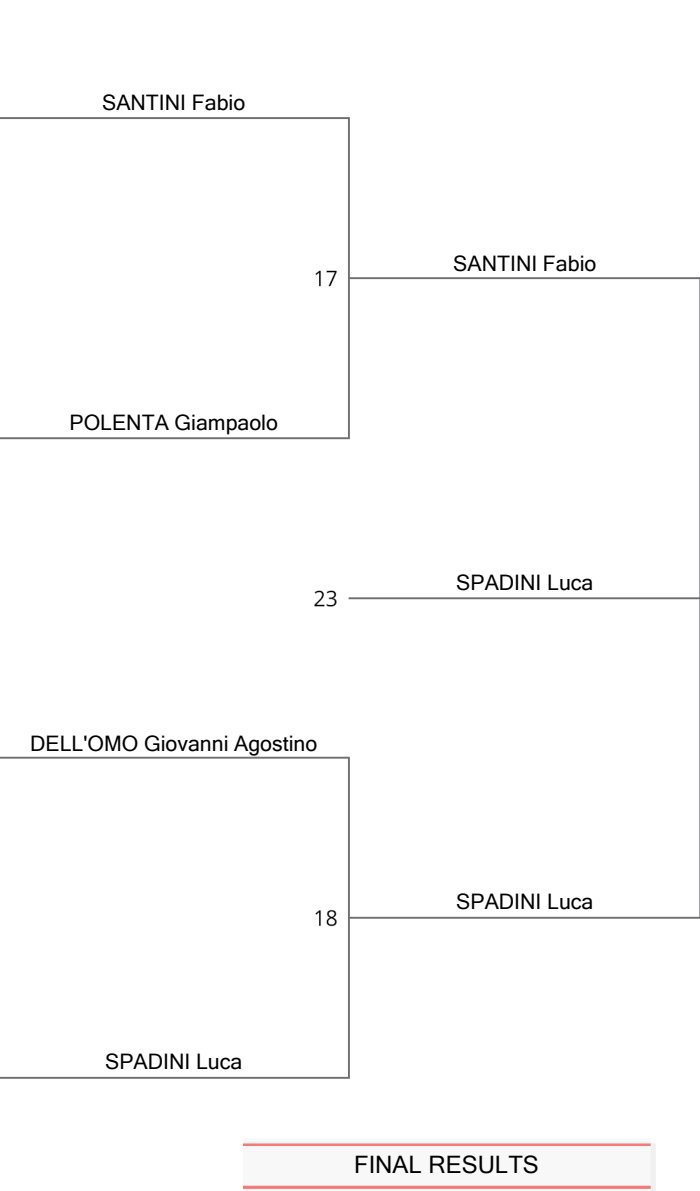 SANTINI Fabio
SANTINI Fabio
17
POLENTA Giampaolo
SPADINI Luca
23
DELL'OMO Giovanni Agostino
SPADINI Luca
18
SPADINI Luca
FINAL RESULTS